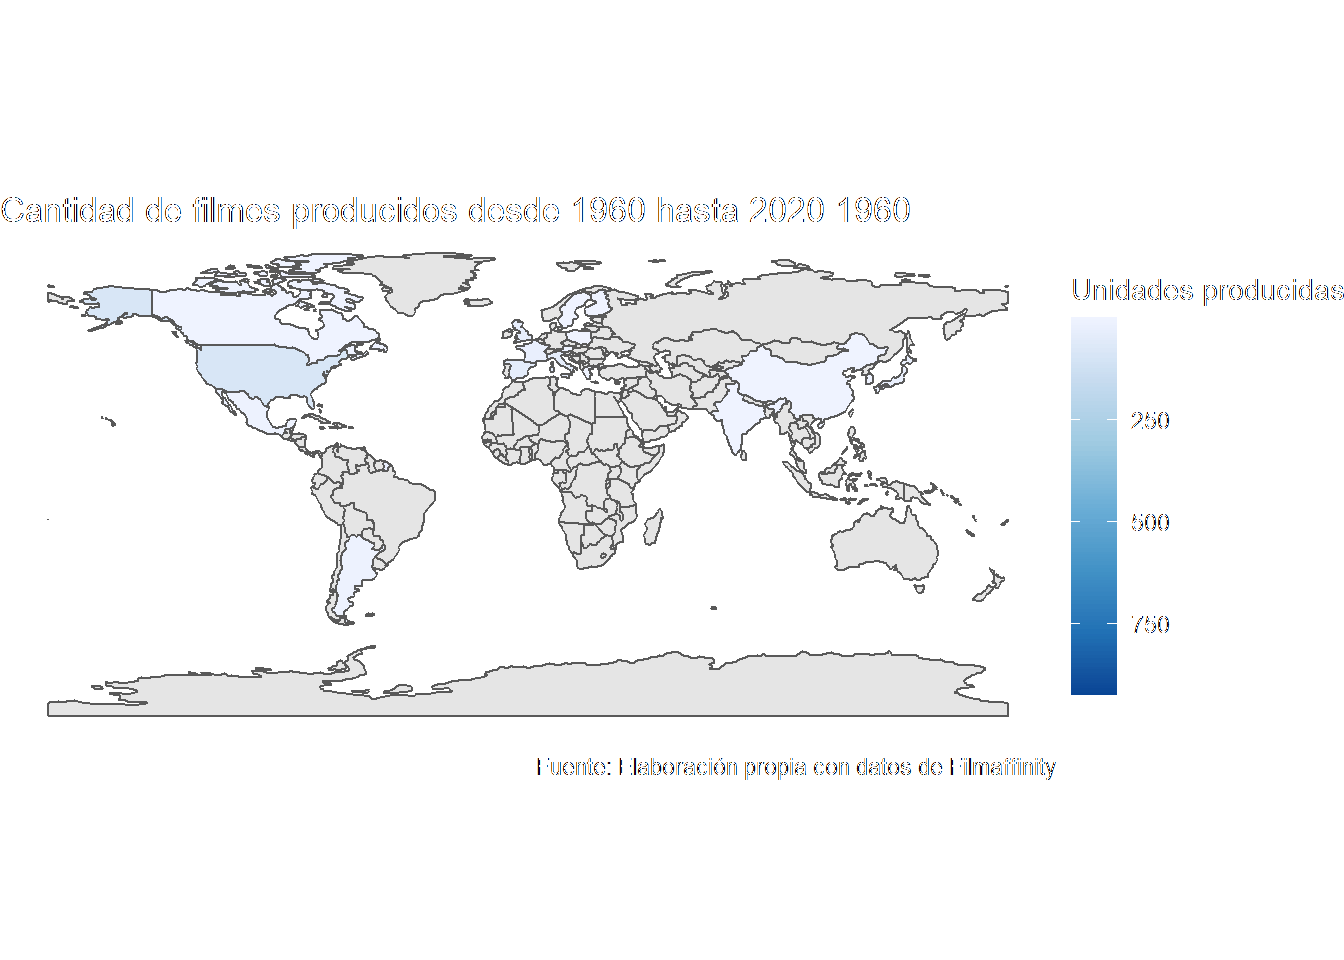 Cantidad de filmes producidos desde 1960 hasta 2020 1960
Unidades producidas
250
500
750
Fuente: Elaboración propia con datos de Filmaffinity